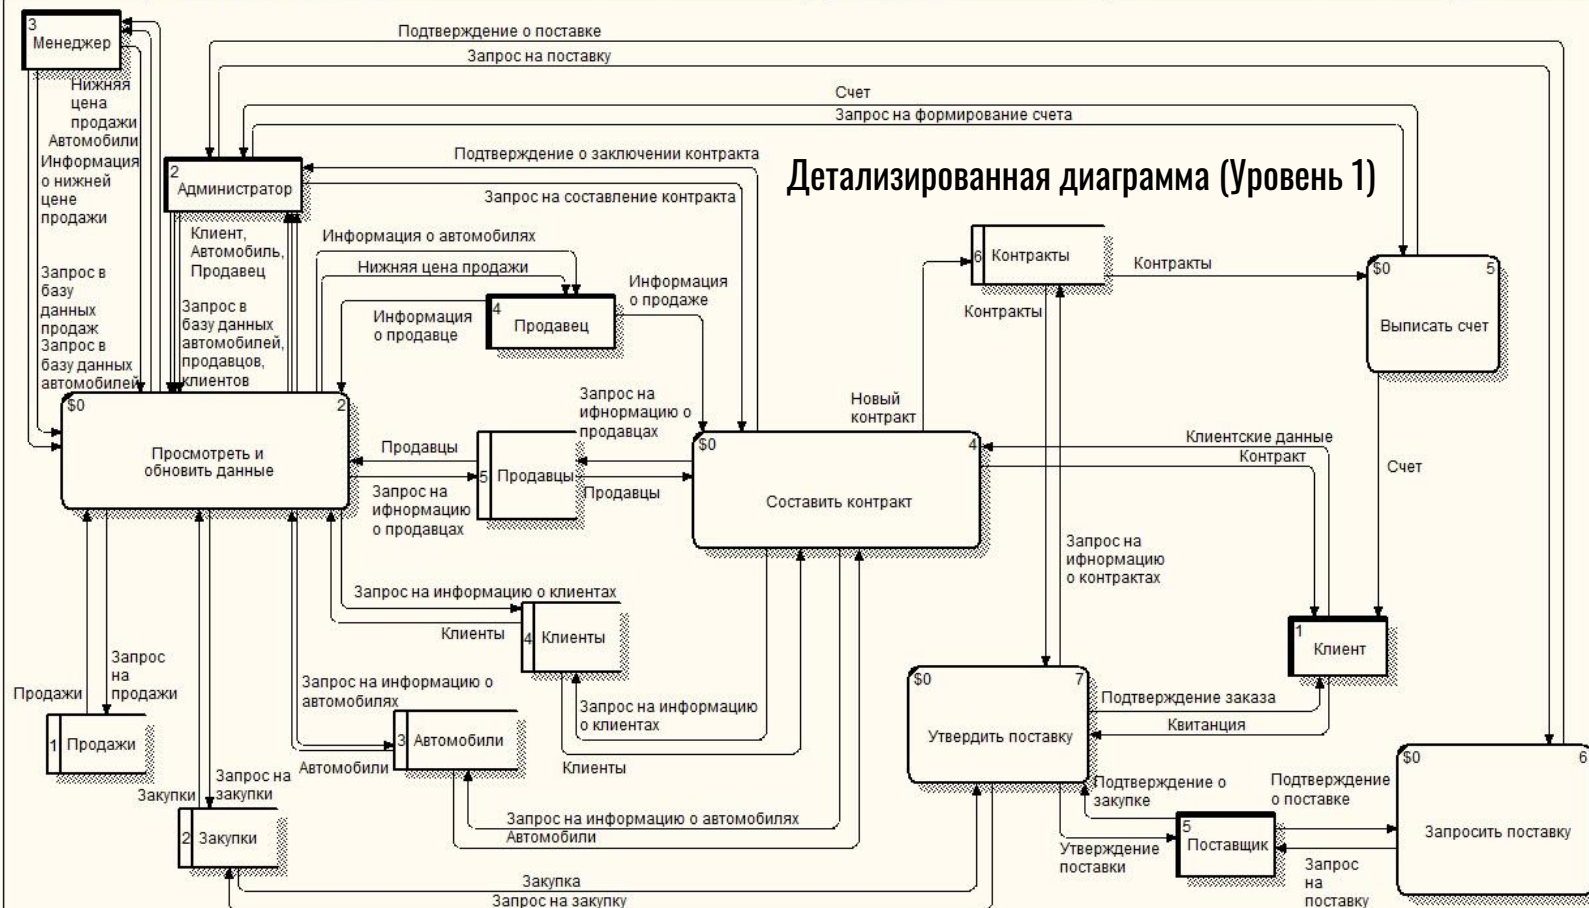 Детализированная диаграмма (Уровень 1)
3
Менеджер
Подтверждение о поставке
Запрос на поставку
Счет
Запрос на формирование счета
Нижняя
цена
продажи
Автомобили
Информация
о нижней
цене
продажи
Запрос в
базу
данных
продаж
Запрос в
базу данных
автомобилей
2
Администратор
Подтверждение о заключении контракта
Запрос на составление контракта
Клиент,
Автомобиль,
Продавец
Запрос в
базу данных
автомобилей,
продавцов,
клиентов
Информация о автомобилях
Нижняя цена продажи
Информация
о продавце
4
Продавец
Информация
о продаже
6
Контракты
Контракты
Контракты
$0
5
Выписать счет
$0
2
Просмотреть и
обновить данные
Продавцы
Запрос на
ифнормацию
о продавцах
5
Продавцы
Запрос на
ифнормацию о
продавцах
Продавцы
Новый
контракт
$0
4
Составить контракт
Клиентские данные
Контракт
Счет
Запрос на
ифнормацию
о контрактах
Запрос на информацию о клиентах
Клиенты
4
Клиенты
1
Клиент
Продажи
Запрос
на
продажи
1
Продажи
Запрос на информацию о
автомобилях
3
Автомобили
Автомобили
Запрос на информацию
о клиентах
Клиенты
$0
7
Утвердить поставку
Подтверждение заказа
Квитанция
Закупки
Запрос на
закупки
2
Закупки
Запрос на информацию о автомобилях
Автомобили
Подтверждение о
закупке
Утверждение
поставки
5
Поставщик
Подтверждение
о поставке
Запрос
на
поставку
$0
6
Запросить поставку
Закупка
Запрос на закупку